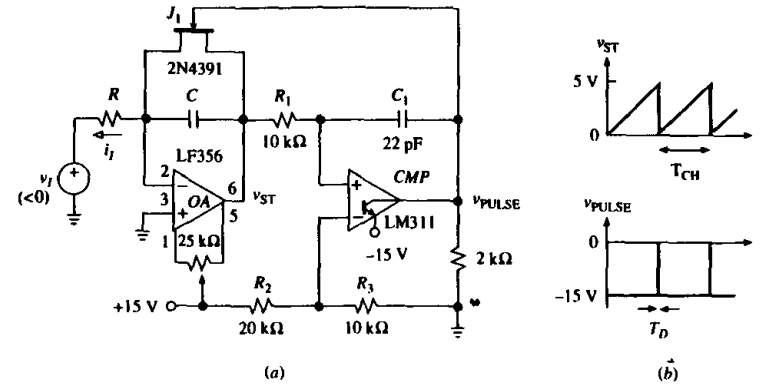 (a)
J1
2N4391
R
C
R1
C1
10 kΩ
22 pF
iI
LF356
vI
(<0)
2
−
6
3
+
OA
5
vST
1
25 kΩ
CMP
+
−
LM311
−15 V
vPULSE
2 kΩ
+15 V
R2
R3
20 kΩ
10 kΩ
(a)
vST
5 V
0
TCH
vPULSE
0
−15 V
TD
(b)